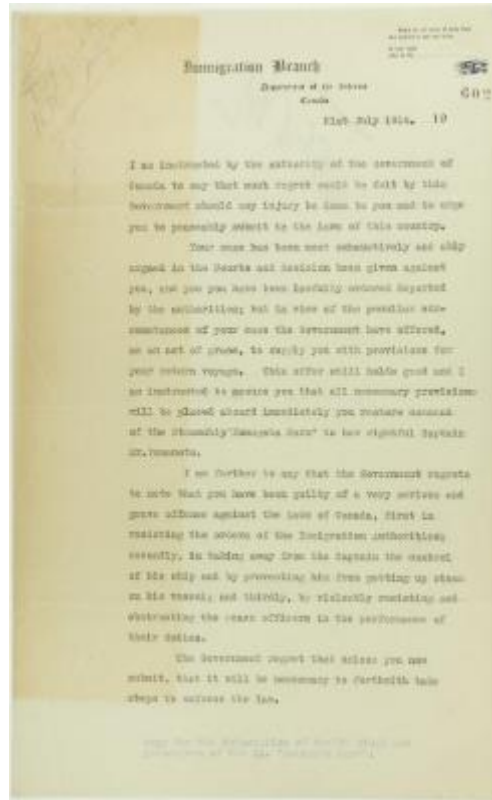 Immigration Branch
Department of the Interior
Canada
602
21st July 1914. 19
I am instructed by the authority of the Government of
Canada to say that much regret would be felt by this
Government should any injury be done to you and to urge
you to peaceably submit to the laws of this country.
Your case has been most exhaustively and ably
argued in the Courts and decision been given against
you, and you have been lawfully ordered deported
by the authorities; but in view of the peculiar cir-
cumstances of your case the Government have offered,
as an act of grace, to supply you with provisions for
your return voyage. This offer still holds good and I
am instructed to assure you that all necessary provisions
will be placed aboard immediately you restore
of the Steamship "Komagata Maru" to her rightful Captain
Mr. Yamamoto.
I am further to say that the Government regrets
to note that you have been guilty of a very serious and
grave offense against the Laws of Canada, first in
resisting the orders of the Immigration Authorities;
secondly, in taking away from the Captain the control
of his ship and by preventing him from getting up steam
on his vessel; and thirdly, by violently resisting and
obstructing the peace officers in the performance of
their duties.
The Government regret that unless you now
submit, that it will be necessary to forthwith take
steps to enforce the law.